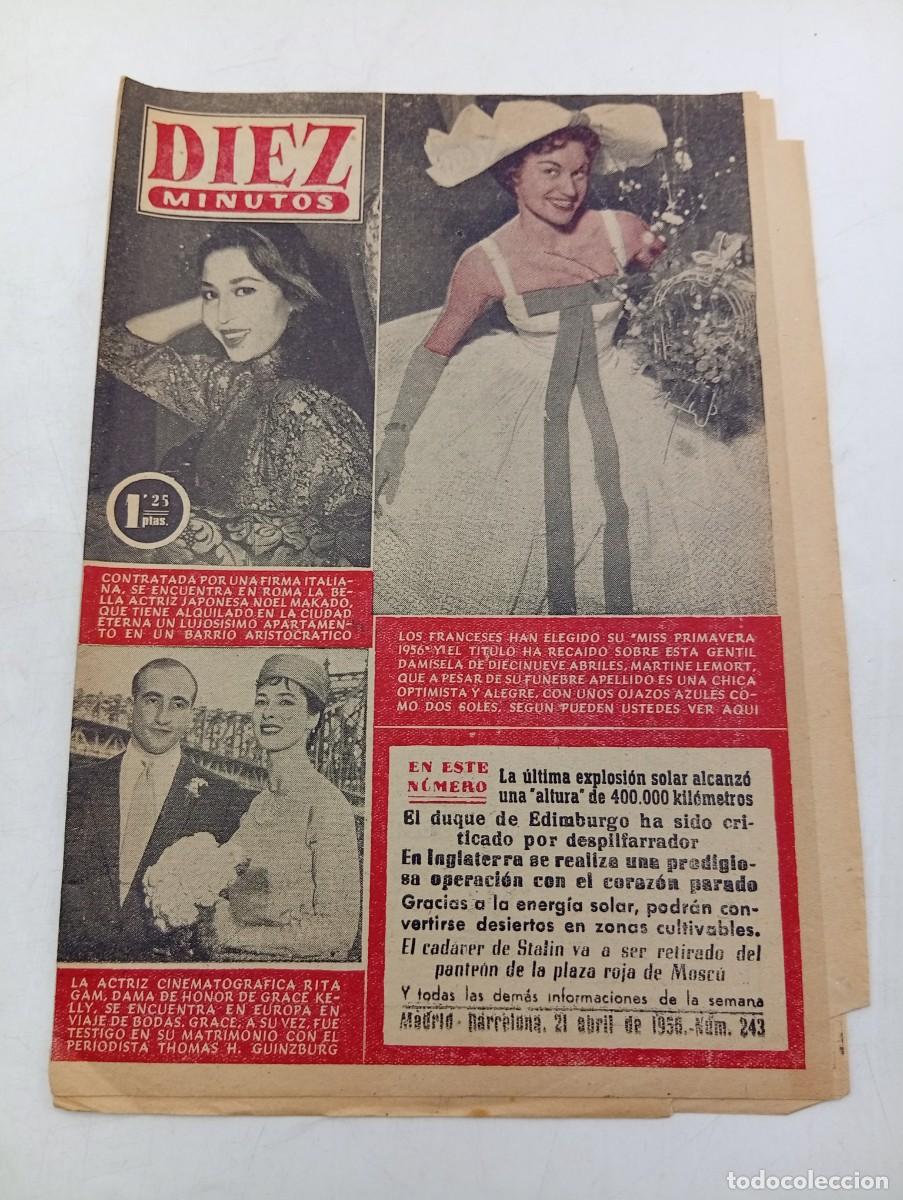 DIEZ
MINUTOS
1'25
ptas.
CONTRATADA POR UNA FIRMA ITALIA-
NA, SE ENCUENTRA EN ROMA LA BE-
LLA ACTRIZ JAPONESA NOEL MAKADO,
QUE TIENE ALQUILADO EN LA CIUDAD
ETERNA UN LUJOSISIMO APARTAMEN-
TO EN UN BARRIO ARISTOCRATICO
LOS FRANCESES HAN ELEGIDO SU "MISS PRIMAVERA
1956" Y EL TITULO HA RECAIDO SOBRE ESTA GENTIL
DAMISELA DE DIECINUEVE ABRILES, MARTINE LEMORT,
QUE A PESAR DE SU FUNEBRE APELLIDO ES UNA CHICA
OPTIMISTA Y ALEGRE, CON UNOS OJAZOS AZULES CO-
MO DOS SOLES, SEGUN PUEDEN USTEDES VER AQUI
LA ACTRIZ CINEMATOGRAFICA RITA
GAM, DAMA DE HONOR DE GRACE KE-
LLY, SE ENCUENTRA EN EUROPA EN
VIAJE DE BODAS. GRACE, A SU VEZ, FUE
TESTIGO EN SU MATRIMONIO CON EL
PERIODISTA THOMAS H. GUINZBURG
EN ESTE
NÚMERO
La última explosión solar alcanzó
una "altura" de 400.000 kilómetros
El duque de Edimburgo ha sido cri-
ticado por despilfarrador
En Inglaterra se realiza una prodigio-
sa operación con el corazón parado
Gracias a la energía solar, podrán con-
vertirse desiertos en zonas cultivables.
El cadáver de Stalin va a ser retirado del
panteón de la plaza roja de Moscú
Y todas las demás informaciones de la semana
Madrid - Barcelona, 21 abril de 1956.-Núm. 243
todocoleccion